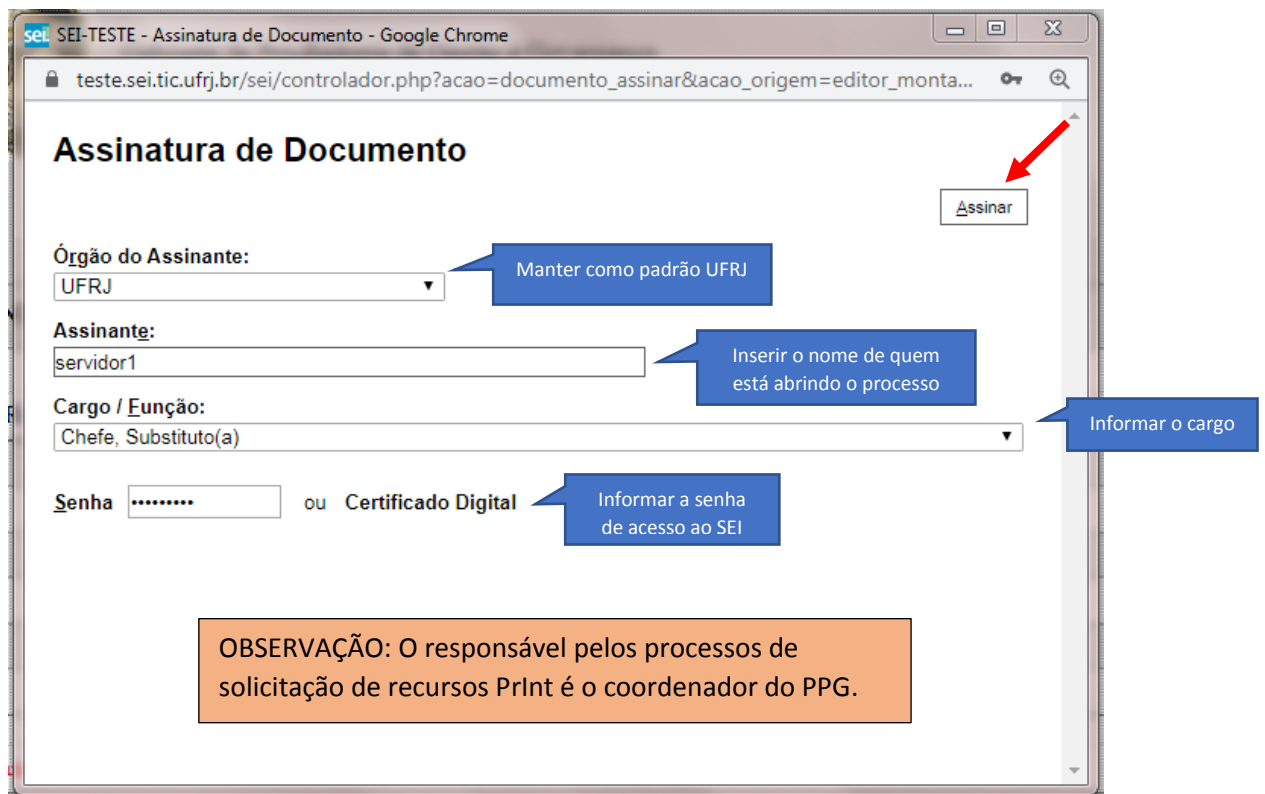 sei. SEI-TESTE - Assinatura de Documento - Google Chrome
teste.sei.tic.ufrj.br/sei/controlador.php?acao=documento_assinar&acao_origem=editor_monta...
Assinatura de Documento
Assinar
Órgão do Assinante:
UFRJ
Manter como padrão UFRJ
Assinante:
servidor1
Inserir o nome de quem
está abrindo o processo
Cargo / Função:
Chefe, Substituto(a)
Informar o cargo
Senha ••••••••• ou Certificado Digital
Informar a senha
de acesso ao SEI
OBSERVAÇÃO: O responsável pelos processos de
solicitação de recursos PrInt é o coordenador do PPG.